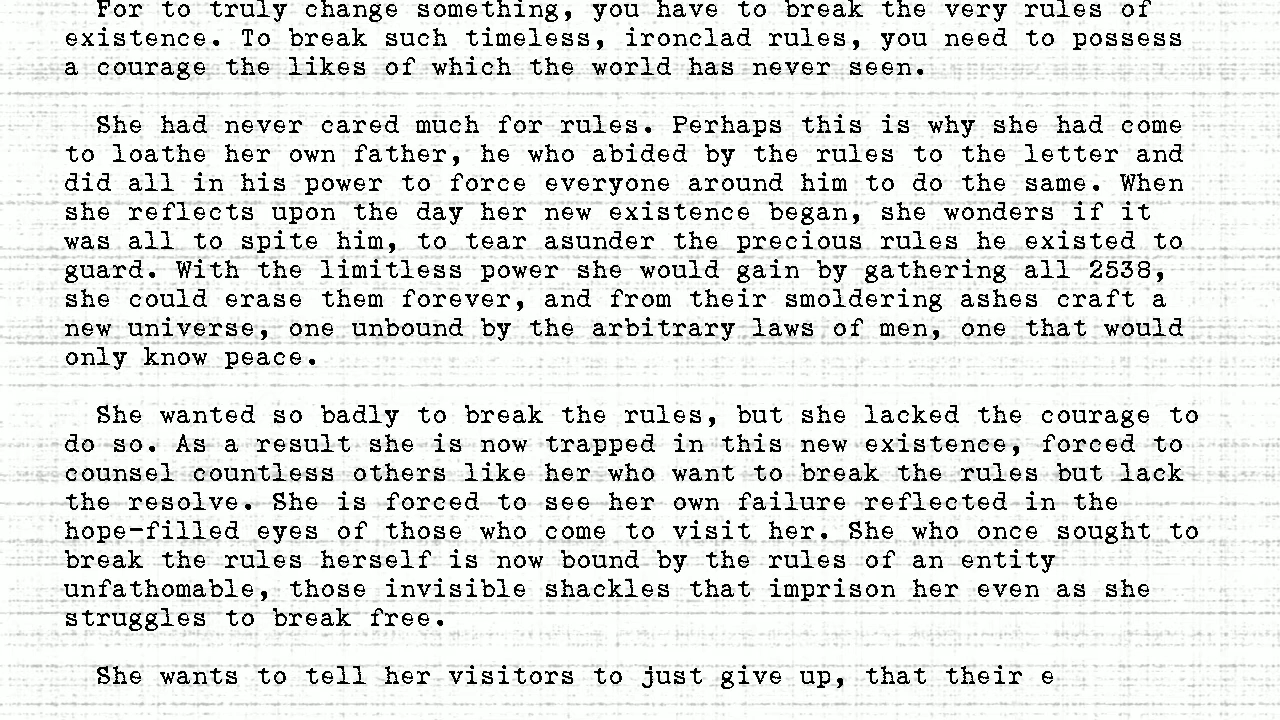 For to truly change something, you have to break the very rules of
existence. To break such timeless, ironclad rules, you need to possess
a courage the likes of which the world has never seen.
She had never cared much for rules. Perhaps this is why she had come
to loathe her own father, he who abided by the rules to the letter and
did all in his power to force everyone around him to do the same. When
she reflects upon the day her new existence began, she wonders if it
was all to spite him, to tear asunder the precious rules he existed to
guard. With the limitless power she would gain by gathering all 2538,
she could erase them forever, and from their smoldering ashes craft a
new universe, one unbound by the arbitrary laws of men, one that would
only know peace.
She wanted so badly to break the rules, but she lacked the courage to
do so. As a result she is now trapped in this new existence, forced to
counsel countless others like her who want to break the rules but lack
the resolve. She is forced to see her own failure reflected in the
hope-filled eyes of those who come to visit her. She who once sought to
break the rules herself is now bound by the rules of an entity
unfathomable, those invisible shackles that imprison her even as she
struggles to break free.
She wants to tell her visitors to just give up, that their e